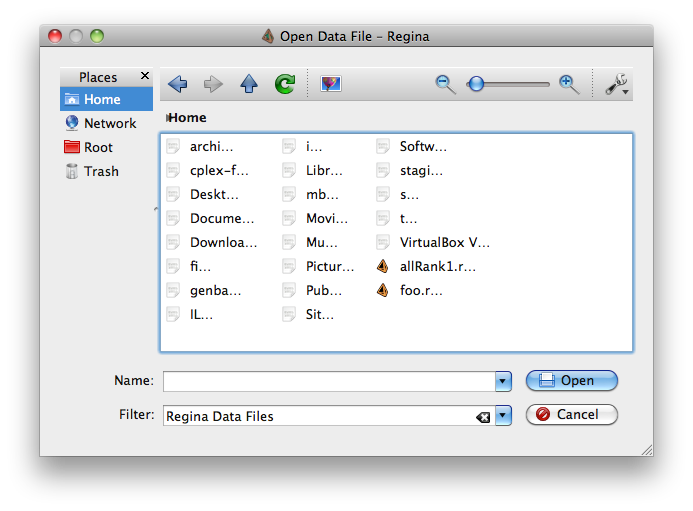 Open Data File – Regina
Places
Home
Network
Root
Trash
Home
archi...
cplex-f...
Deskt...
Docume...
Downloa...
fi...
genba...
IL...
i...
Libr...
mb...
Movi...
Mu...
Pictur...
Pub...
Sit...
Softw...
stagi...
s...
t...
VirtualBox V...
allRank1.r...
foo.r...
Name:
Open
Filter:
Regina Data Files
Cancel